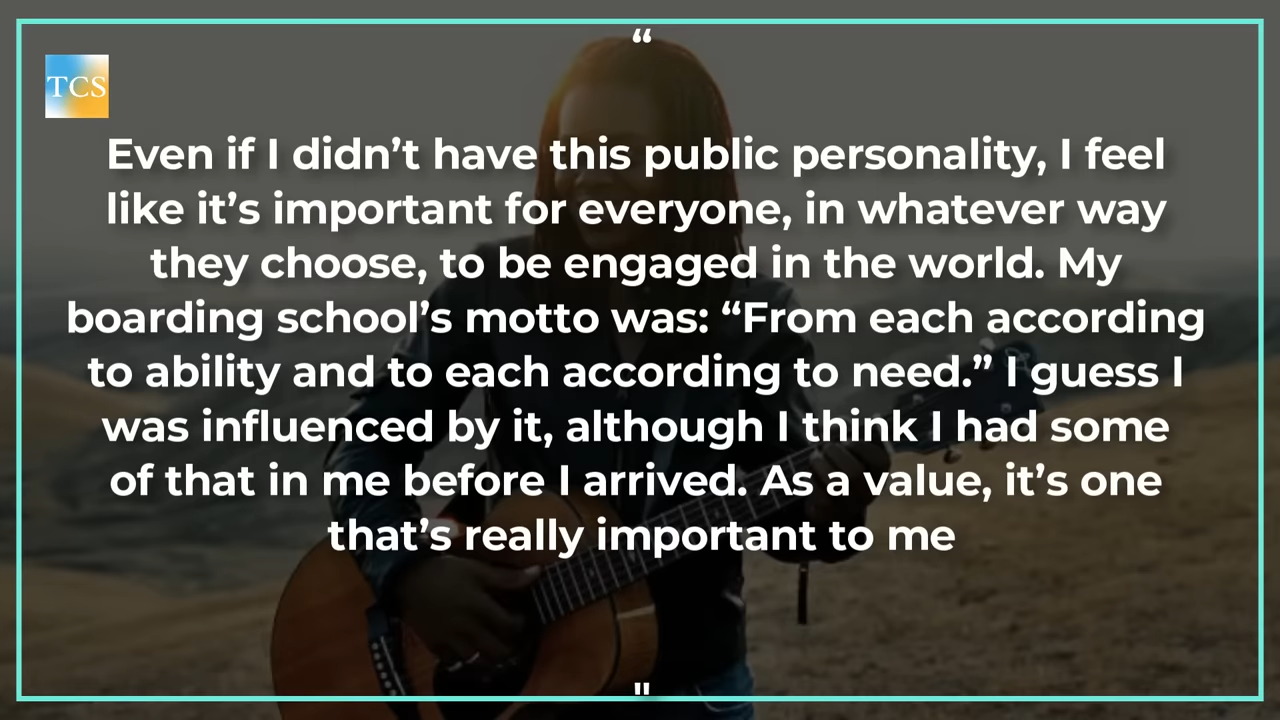 “
TCS
Even if I didn’t have this public personality, I feel
like it’s important for everyone, in whatever way
they choose, to be engaged in the world. My
boarding school’s motto was: “From each according
to ability and to each according to need.” I guess I
was influenced by it, although I think I had some
of that in me before I arrived. As a value, it’s one
that’s really important to me
"